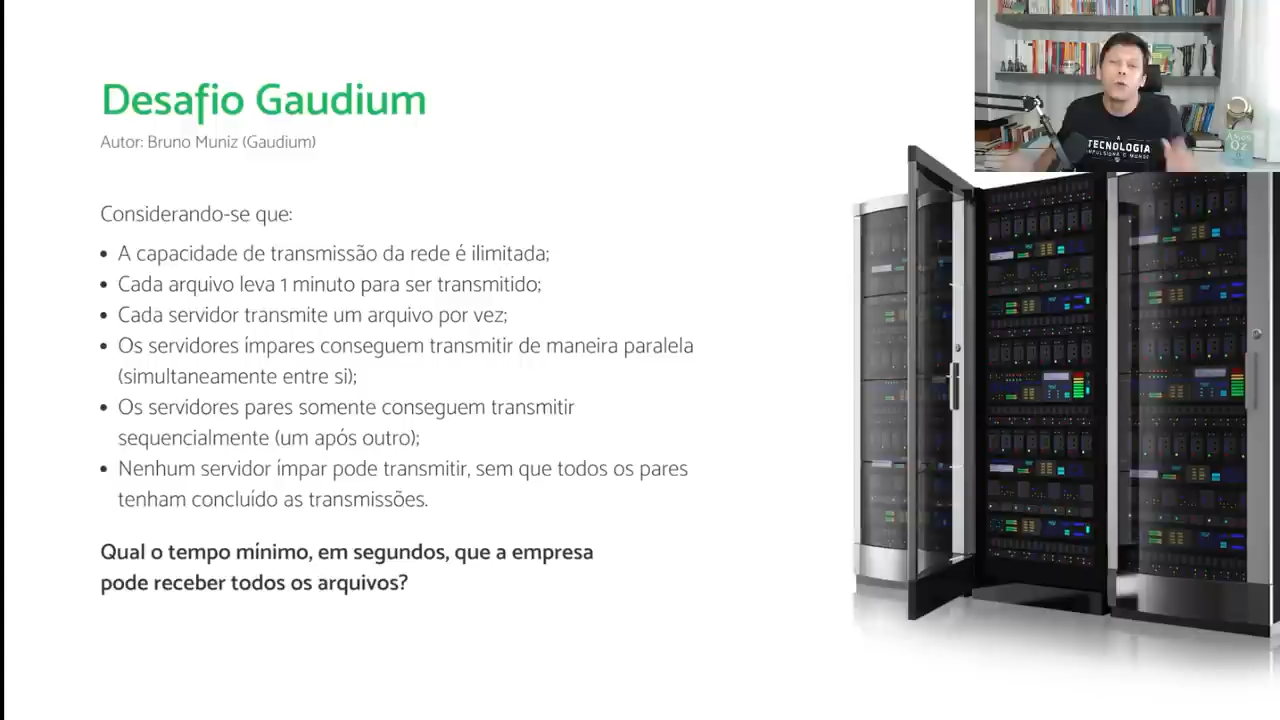 Desafio Gaudium
Autor: Bruno Muniz (Gaudium)
Considerando-se que:
• A capacidade de transmissão da rede é ilimitada;
• Cada arquivo leva 1 minuto para ser transmitido;
• Cada servidor transmite um arquivo por vez;
• Os servidores ímpares conseguem transmitir de maneira paralela
(simultaneamente entre si);
• Os servidores pares somente conseguem transmitir
sequencialmente (um após outro);
• Nenhum servidor ímpar pode transmitir, sem que todos os pares
tenham concluído as transmissões.
Qual o tempo mínimo, em segundos, que a empresa
pode receber todos os arquivos?
A
TECNOLOGIA
IMPULSIONA O MUNDO
AMÓS
OZ